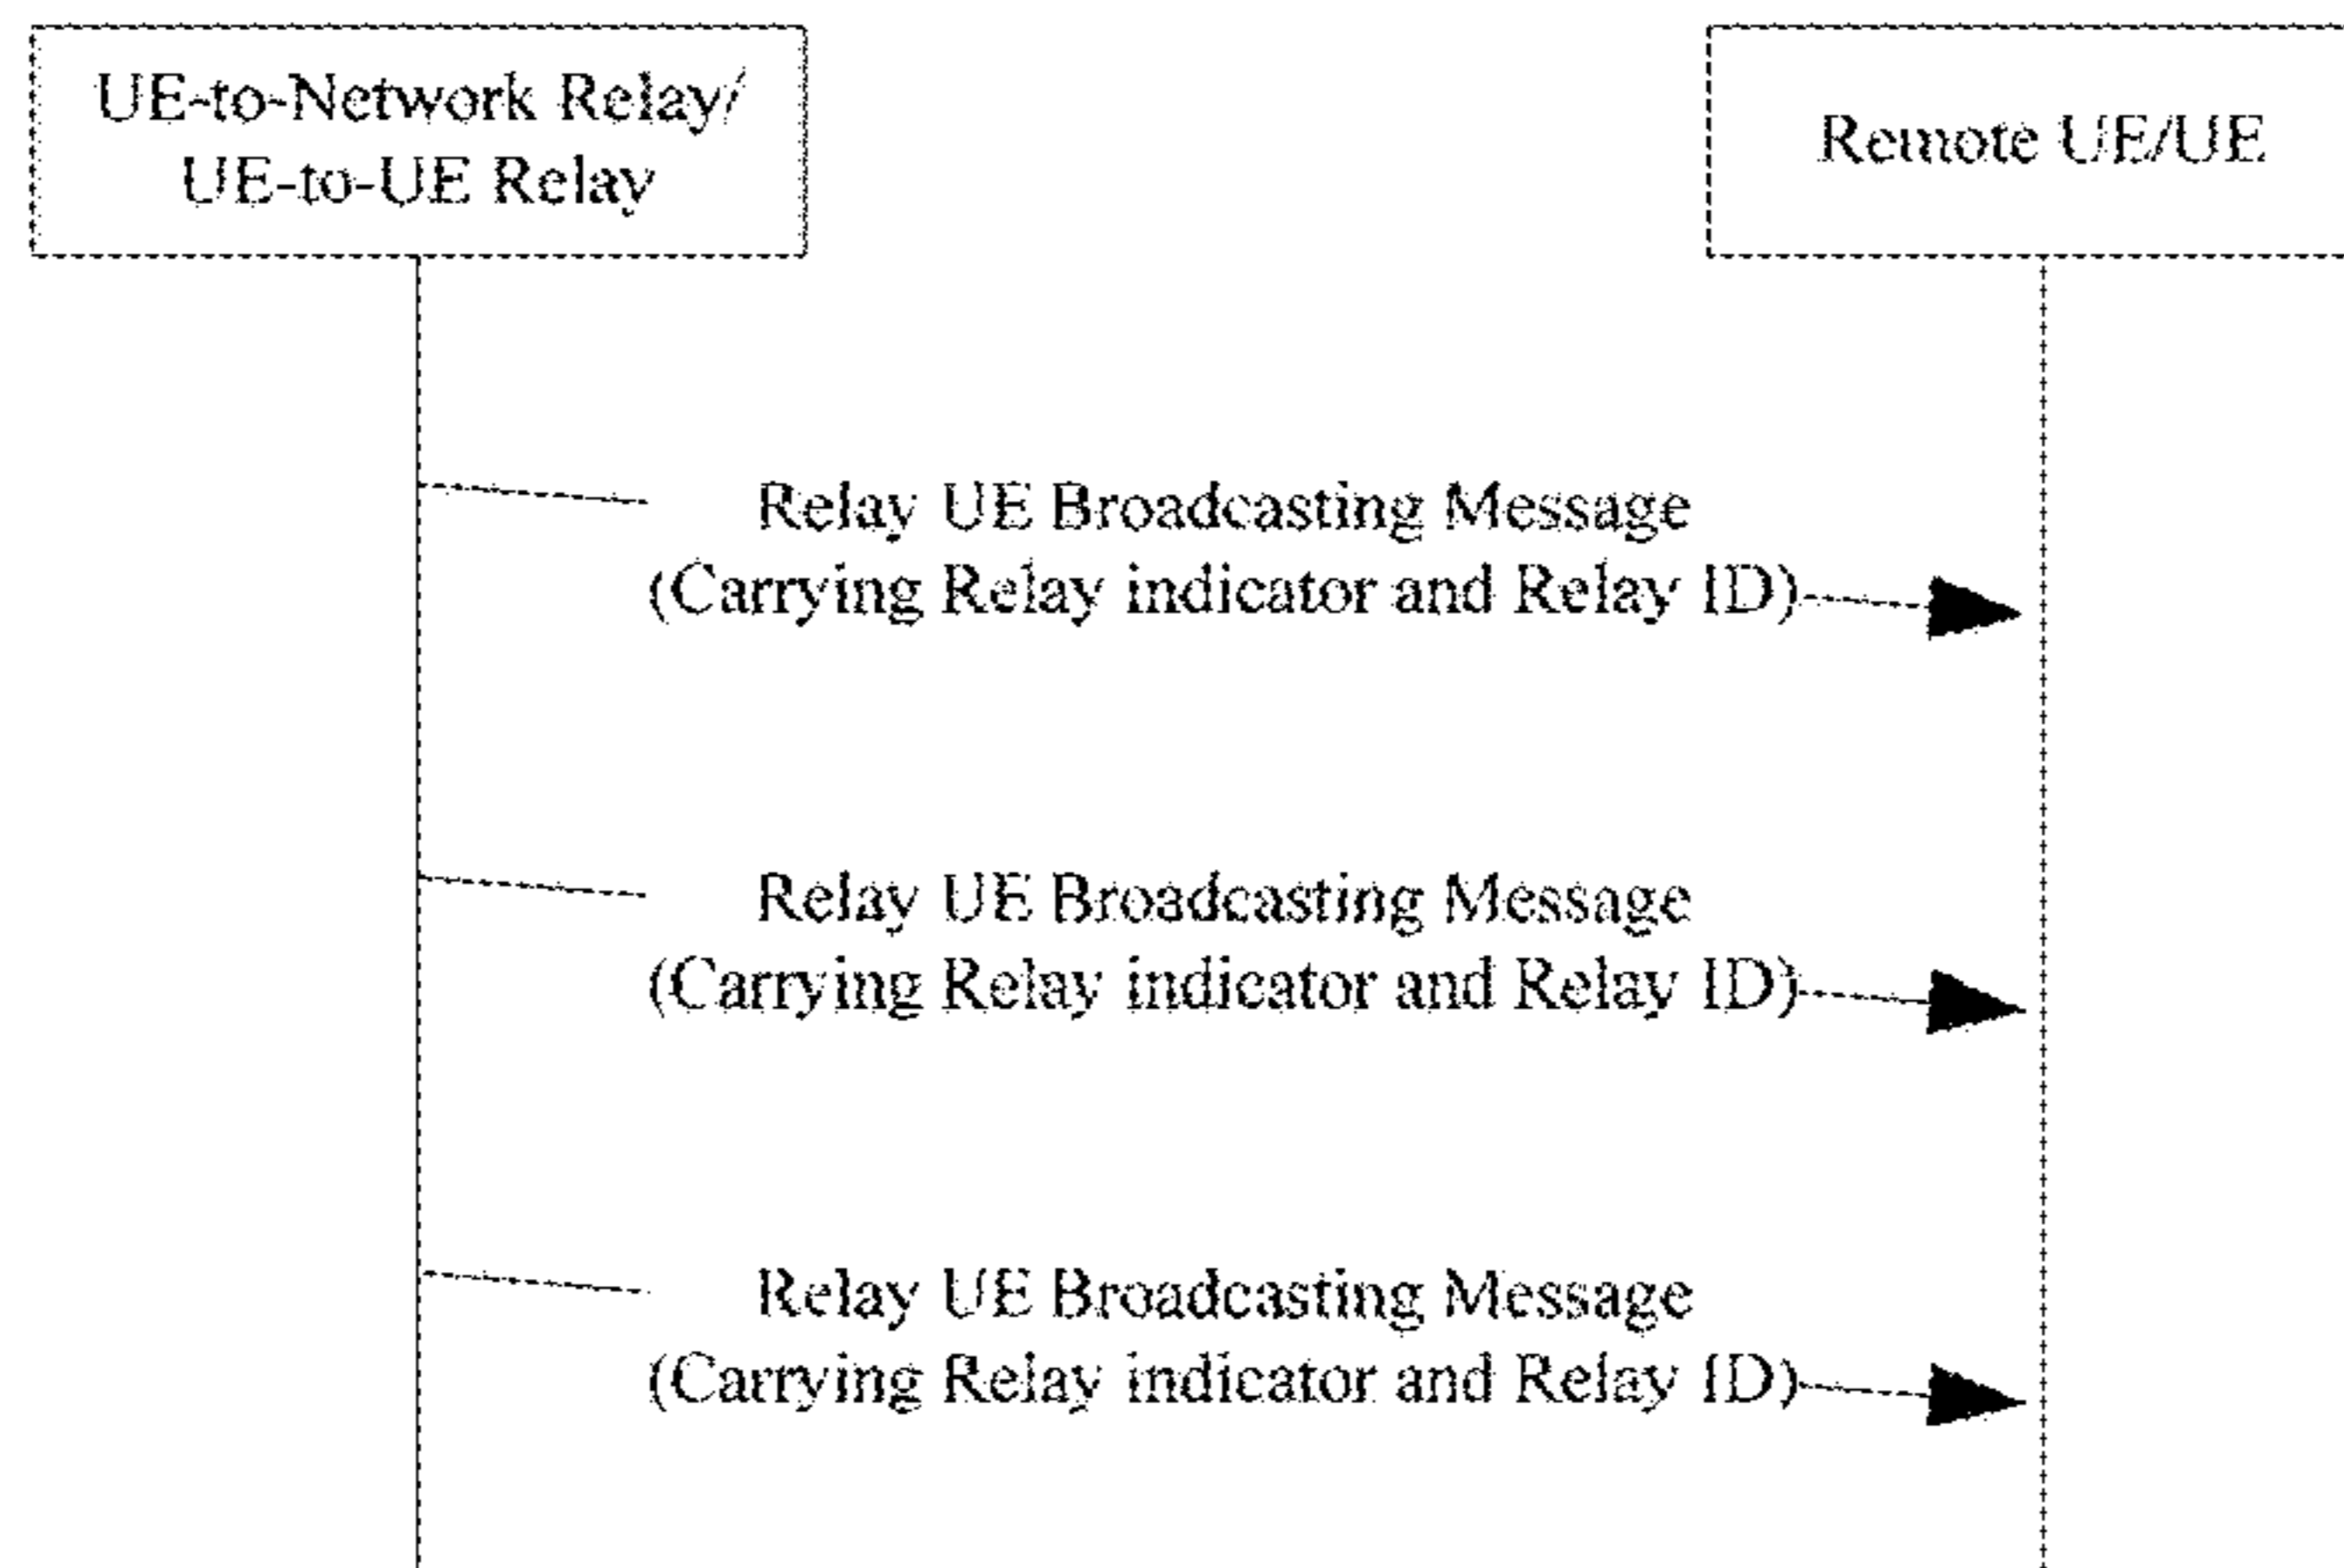 UE-to-Network Relay/
UE-to-UE Relay
Remote UE/UE
Relay UE Broadcasting Message
(Carrying Relay indicator and Relay ID)
Relay UE Broadcasting Message
(Carrying Relay indicator and Relay ID)
Relay UE Broadcasting Message
(Carrying Relay indicator and Relay ID)